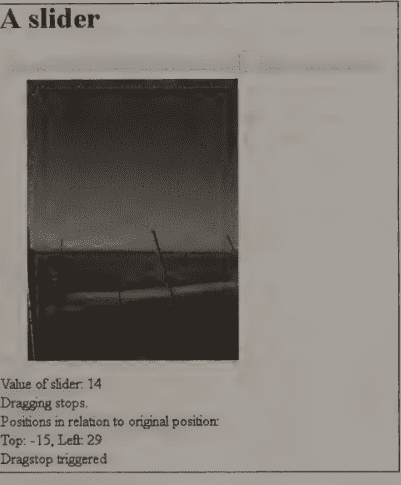 A slider
Value of slider: 14
Dragging stops.
Positions in relation to original position:
Top: -15, Left: 29
Dragstop triggered